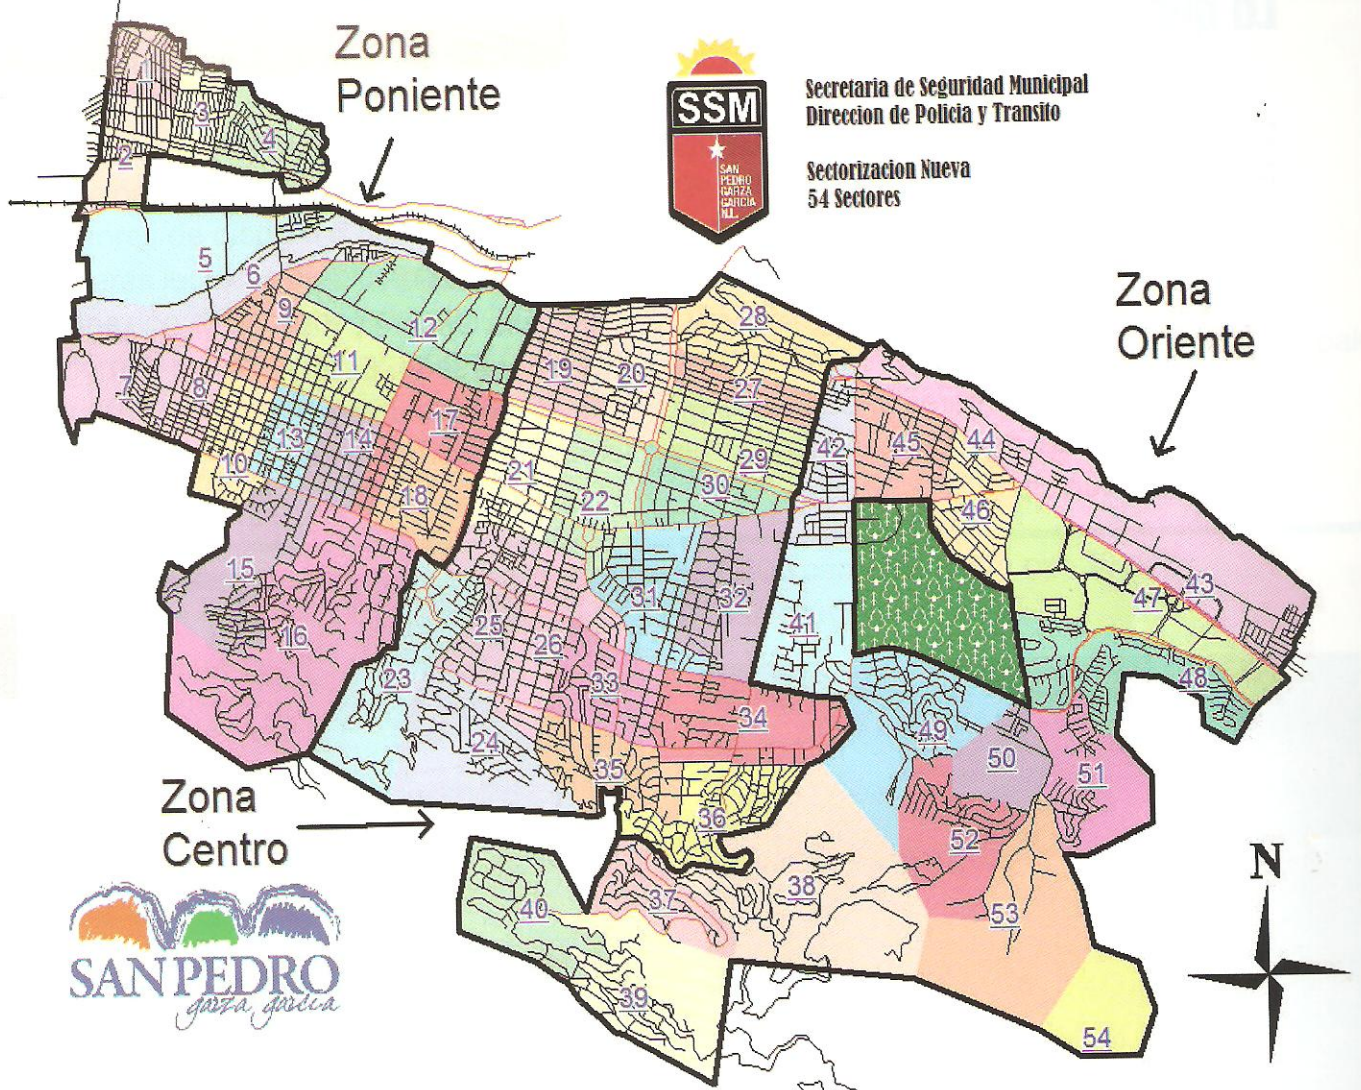 Zona
Poniente
SSM
SAN
PEDRO
GARZA
GARCIA
N.L.
Secretaria de Seguridad Municipal
Direccion de Policia y Transito
Sectorizacion Nueva
54 Sectores
Zona
Oriente
1
3
4
2
5
6
9
12
11
7
8
17
13
14
10
18
15
16
28
19
20
27
21
22
29
30
42
45
44
46
31
32
41
47
43
25
26
23
33
48
34
24
49
50
51
35
36
52
38
37
53
40
39
54
Zona
Centro
SAN PEDRO
garza garcía
N